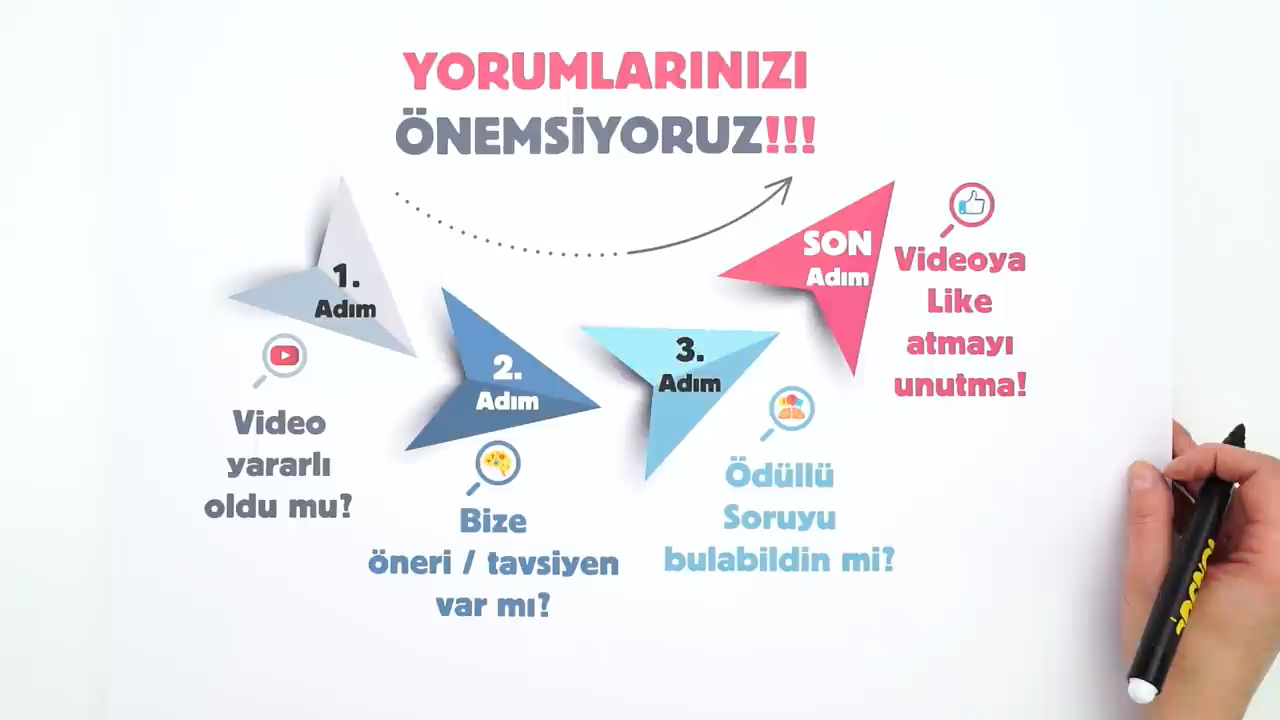 YORUMLARINIZI
ÖNEMSİYORUZ!!!
1.
Adım
Video
yararlı
oldu mu?
2.
Adım
Bize
öneri / tavsiyen
var mı?
3.
Adım
Ödüllü
Soruyu
bulabildin mi?
SON
Adım
Videoya
Like
atmayı
unutma!